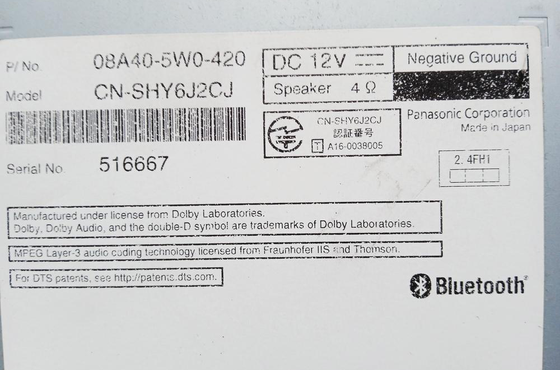 P/No. 08A40-5W0-420
Model CN-SHY6J2CJ
Serial No. 516667
DC 12V
Negative Ground
Speaker 4 Ω
CN-SHY6J2CJ
認証番号
T A16-0038005
Panasonic Corporation
Made in Japan
2.4FH1
Manufactured under license from Dolby Laboratories.
Dolby, Dolby Audio, and the double-D symbol are trademarks of Dolby Laboratories.
MPEG Layer-3 audio coding technology licensed from Fraunhofer IIS and Thomson.
For DTS patents, see http://patents.dts.com.
Bluetooth®